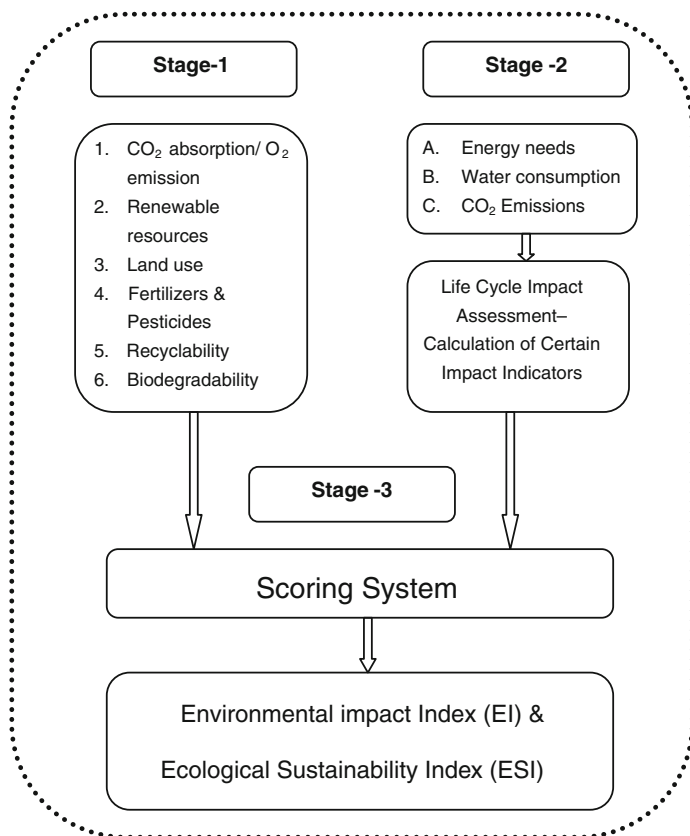 Stage-1
1. CO₂ absorption/ O₂
emission
2. Renewable
resources
3. Land use
4. Fertilizers &
Pesticides
5. Recyclability
6. Biodegradability
Stage -2
A. Energy needs
B. Water consumption
C. CO₂ Emissions
Life Cycle Impact
Assessment–
Calculation of Certain
Impact Indicators
Stage -3
Scoring System
Environmental impact Index (EI) &
Ecological Sustainability Index (ESI)